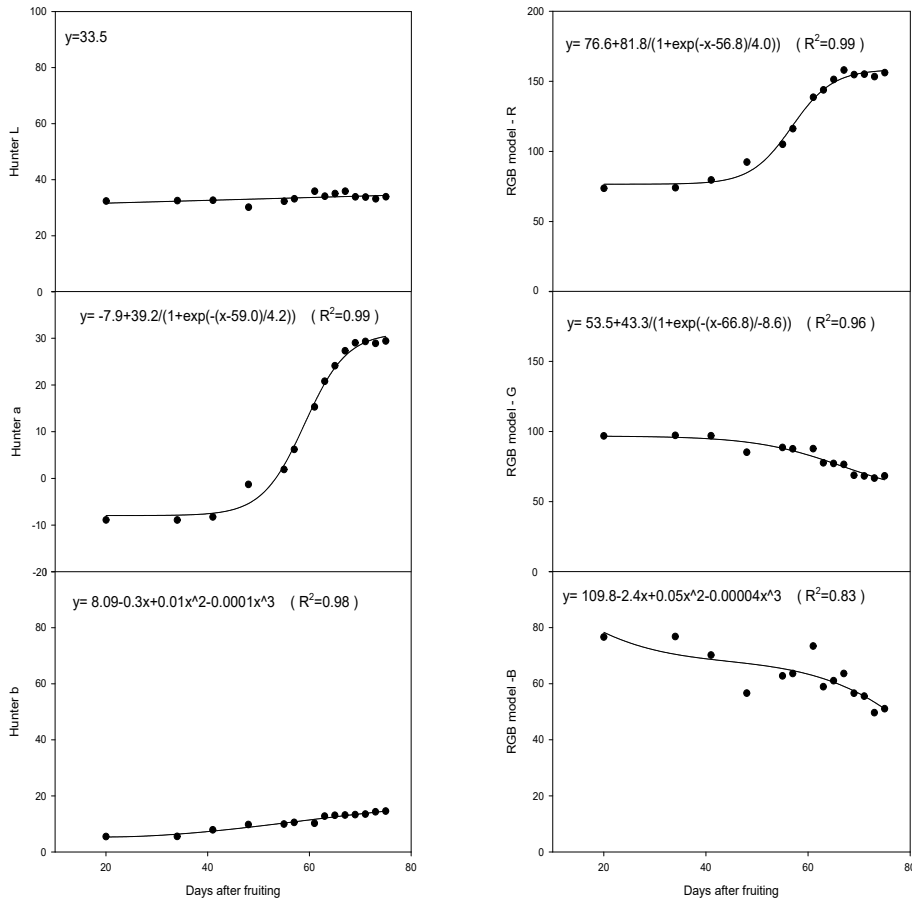 100
80
60
40
20
0
Hunter L
y=33.5
30
20
10
0
-10
-20
Hunter a
y= -7.9+39.2/(1+exp(-(x-59.0)/4.2)) ( R²=0.99 )
80
60
40
20
0
Hunter b
y= 8.09-0.3x+0.01x^2-0.0001x^3 ( R²=0.98 )
20 40 60 80
Days after fruiting
200
150
100
50
0
RGB model - R
y= 76.6+81.8/(1+exp(-x-56.8)/4.0)) ( R²=0.99 )
150
100
50
0
RGB model - G
y= 53.5+43.3/(1+exp(-(x-66.8)/-8.6)) ( R²=0.96 )
80
60
40
20
0
RGB model -B
y= 109.8-2.4x+0.05x^2-0.00004x^3 ( R²=0.83 )
20 40 60 80
Days after fruiting